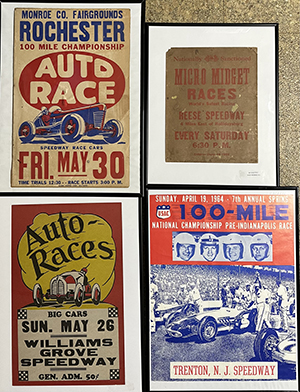 MONROE CO. FAIRGROUNDS
ROCHESTER
100 MILE CHAMPIONSHIP
AUTO
RACE
SPEEDWAY RACE CARS
FRI. MAY 30
TIME TRIALS 12:30 - RACE STARTS 3:00 P. M.
MICRO MIDGET
RACES
REESE SPEEDWAY
EVERY SATURDAY
6:30 P. M.
Auto-
Races
BIG CARS
SUN. MAY 26
WILLIAMS
GROVE
SPEEDWAY
GEN. ADM. 50¢
SUNDAY, APRIL 19, 1964 - 7th ANNUAL SPRING
USAC
100-MILE
NATIONAL CHAMPIONSHIP PRE-INDIANAPOLIS RACE
TRENTON, N. J. SPEEDWAY